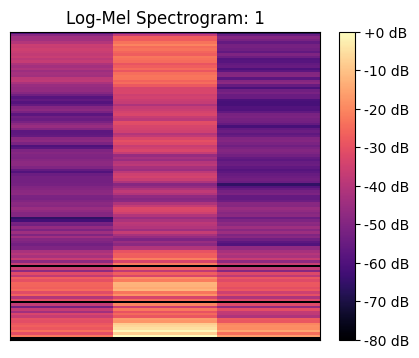 Log-Mel Spectrogram: 1
+0 dB
-10 dB
-20 dB
-30 dB
-40 dB
-50 dB
-60 dB
-70 dB
-80 dB